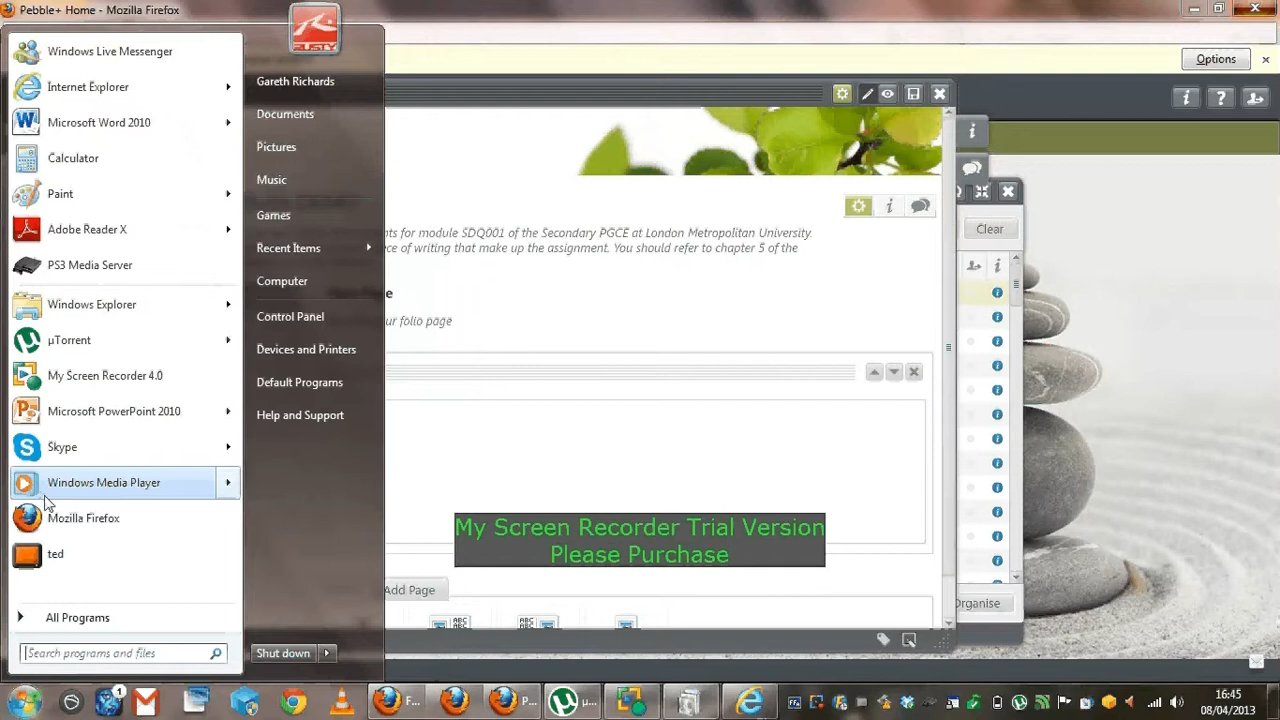 Pebble+ Home - Mozilla Firefox
Windows Live Messenger
Internet Explorer
Microsoft Word 2010
Calculator
Paint
Adobe Reader X
PS3 Media Server
Windows Explorer
µTorrent
My Screen Recorder 4.0
Microsoft PowerPoint 2010
Skype
Windows Media Player
Mozilla Firefox
ted
All Programs
Search programs and files
RUSTY
Gareth Richards
Documents
Pictures
Music
Games
Recent Items
Computer
Control Panel
Devices and Printers
Default Programs
Help and Support
Shut down
Options
Clear
nts for module SDQ001 of the Secondary PGCE at London Metropolitan University.
ece of writing that make up the assignment. You should refer to chapter 5 of the
ur folio page
My Screen Recorder Trial Version
Please Purchase
Add Page
ABC
ABC
Organise
1
F...
P...
µ...
16:45
08/04/2013